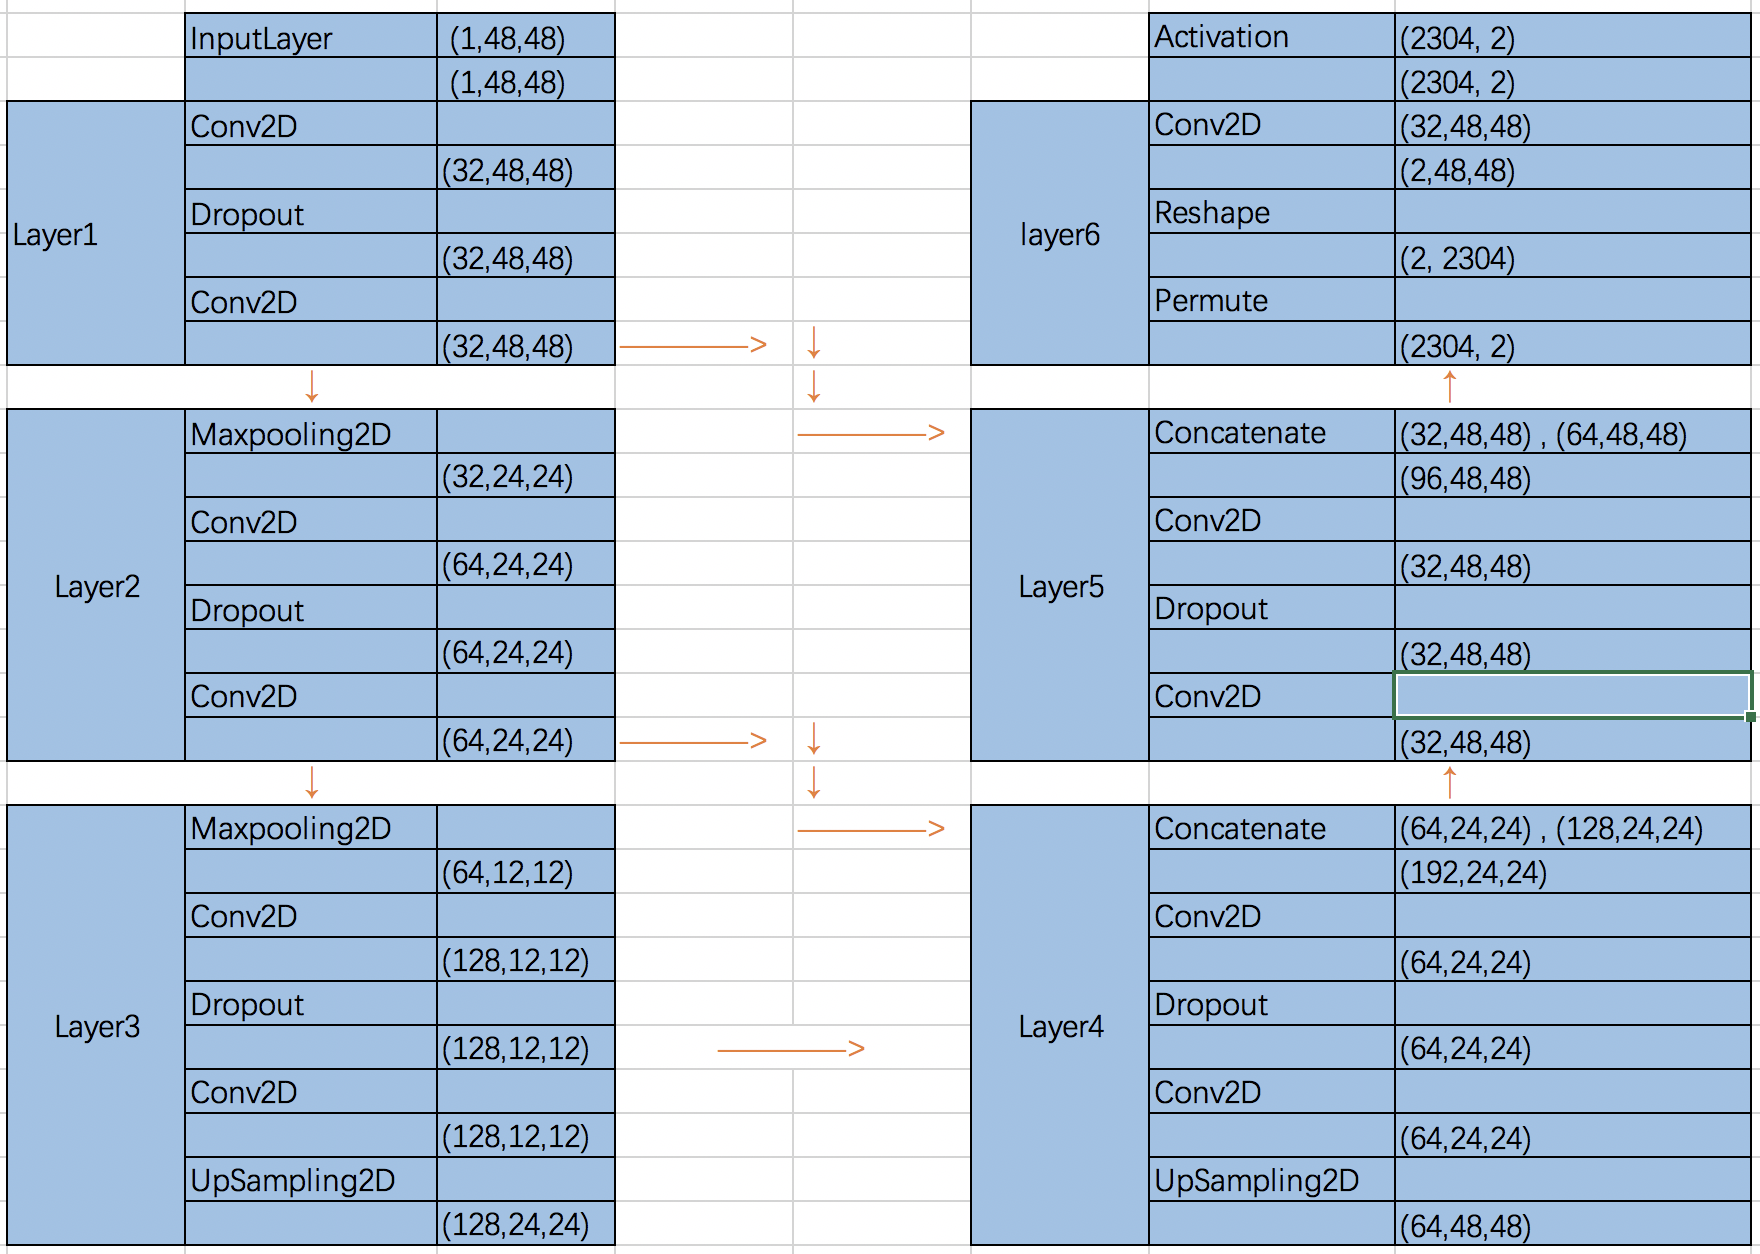 InputLayer (1,48,48)
(1,48,48)
Layer1
Conv2D
(32,48,48)
Dropout
(32,48,48)
Conv2D
(32,48,48)
Layer2
Maxpooling2D
(32,24,24)
Conv2D
(64,24,24)
Dropout
(64,24,24)
Conv2D
(64,24,24)
Layer3
Maxpooling2D
(64,12,12)
Conv2D
(128,12,12)
Dropout
(128,12,12)
Conv2D
(128,12,12)
UpSampling2D
(128,24,24)
Activation (2304, 2)
(2304, 2)
layer6
Conv2D (32,48,48)
(2,48,48)
Reshape
(2, 2304)
Permute
(2304, 2)
Layer5
Concatenate (32,48,48) , (64,48,48)
(96,48,48)
Conv2D
(32,48,48)
Dropout
(32,48,48)
Conv2D
(32,48,48)
Layer4
Concatenate (64,24,24) , (128,24,24)
(192,24,24)
Conv2D
(64,24,24)
Dropout
(64,24,24)
Conv2D
(64,24,24)
UpSampling2D
(64,48,48)